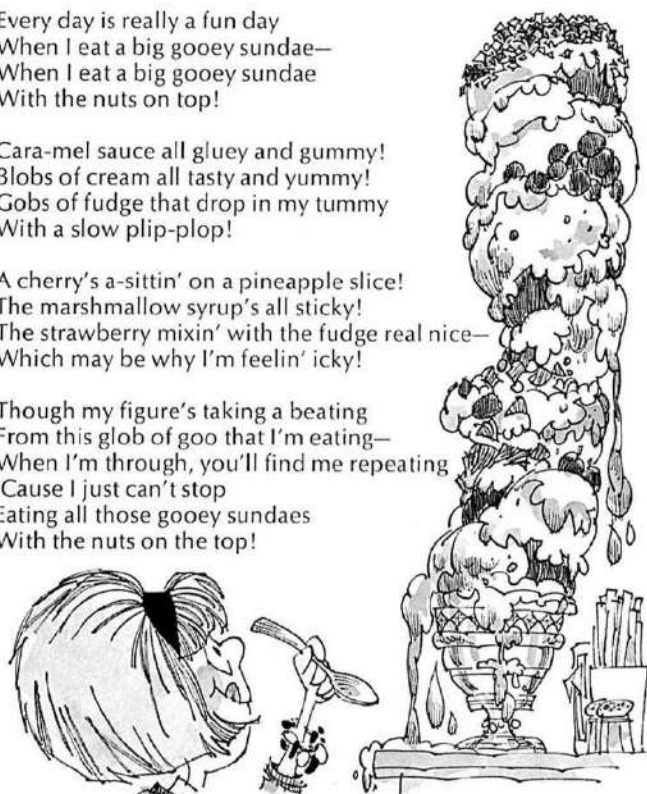 Every day is really a fun day
When I eat a big gooey sundae—
When I eat a big gooey sundae
With the nuts on top!
Cara-mel sauce all gluey and gummy!
Blobs of cream all tasty and yummy!
Gobs of fudge that drop in my tummy
With a slow plip-plop!
A cherry's a-sittin' on a pineapple slice!
The marshmallow syrup's all sticky!
The strawberry mixin' with the fudge real nice—
Which may be why I'm feelin' icky!
Though my figure's taking a beating
From this glob of goo that I'm eating—
When I'm through, you'll find me repeating
'Cause I just can't stop
Eating all those gooey sundaes
With the nuts on the top!